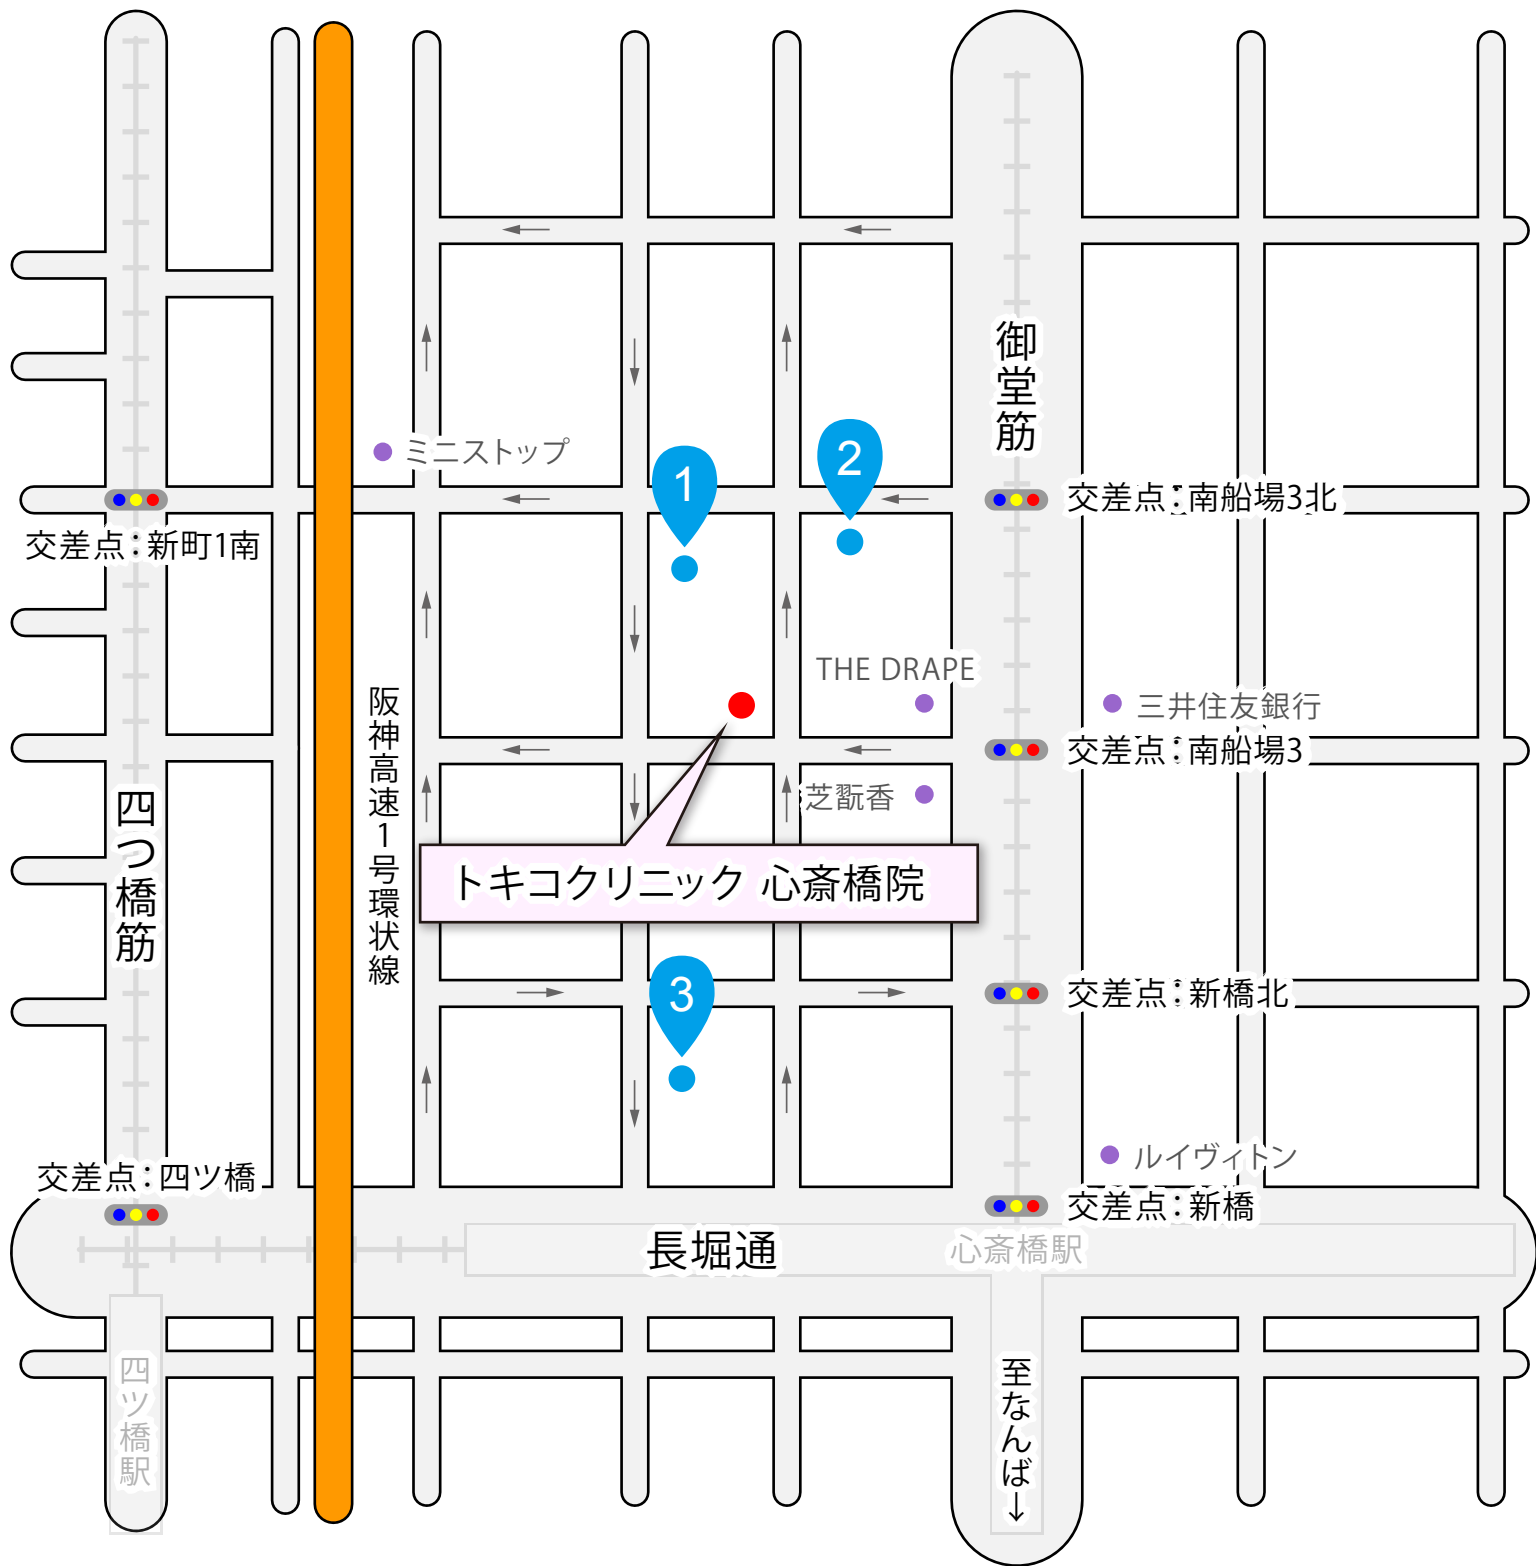 御堂筋
ミニストップ
1
2
交差点：南船場3北
交差点：新町1南
THE DRAPE
阪神高速1号環状線
三井住友銀行
交差点：南船場3
四つ橋筋
芝翫香
トキコクリニック 心斎橋院
3
交差点：新橋北
ルイヴィトン
交差点：四ツ橋
交差点：新橋
長堀通
心斎橋駅
四ツ橋駅
至なんば→